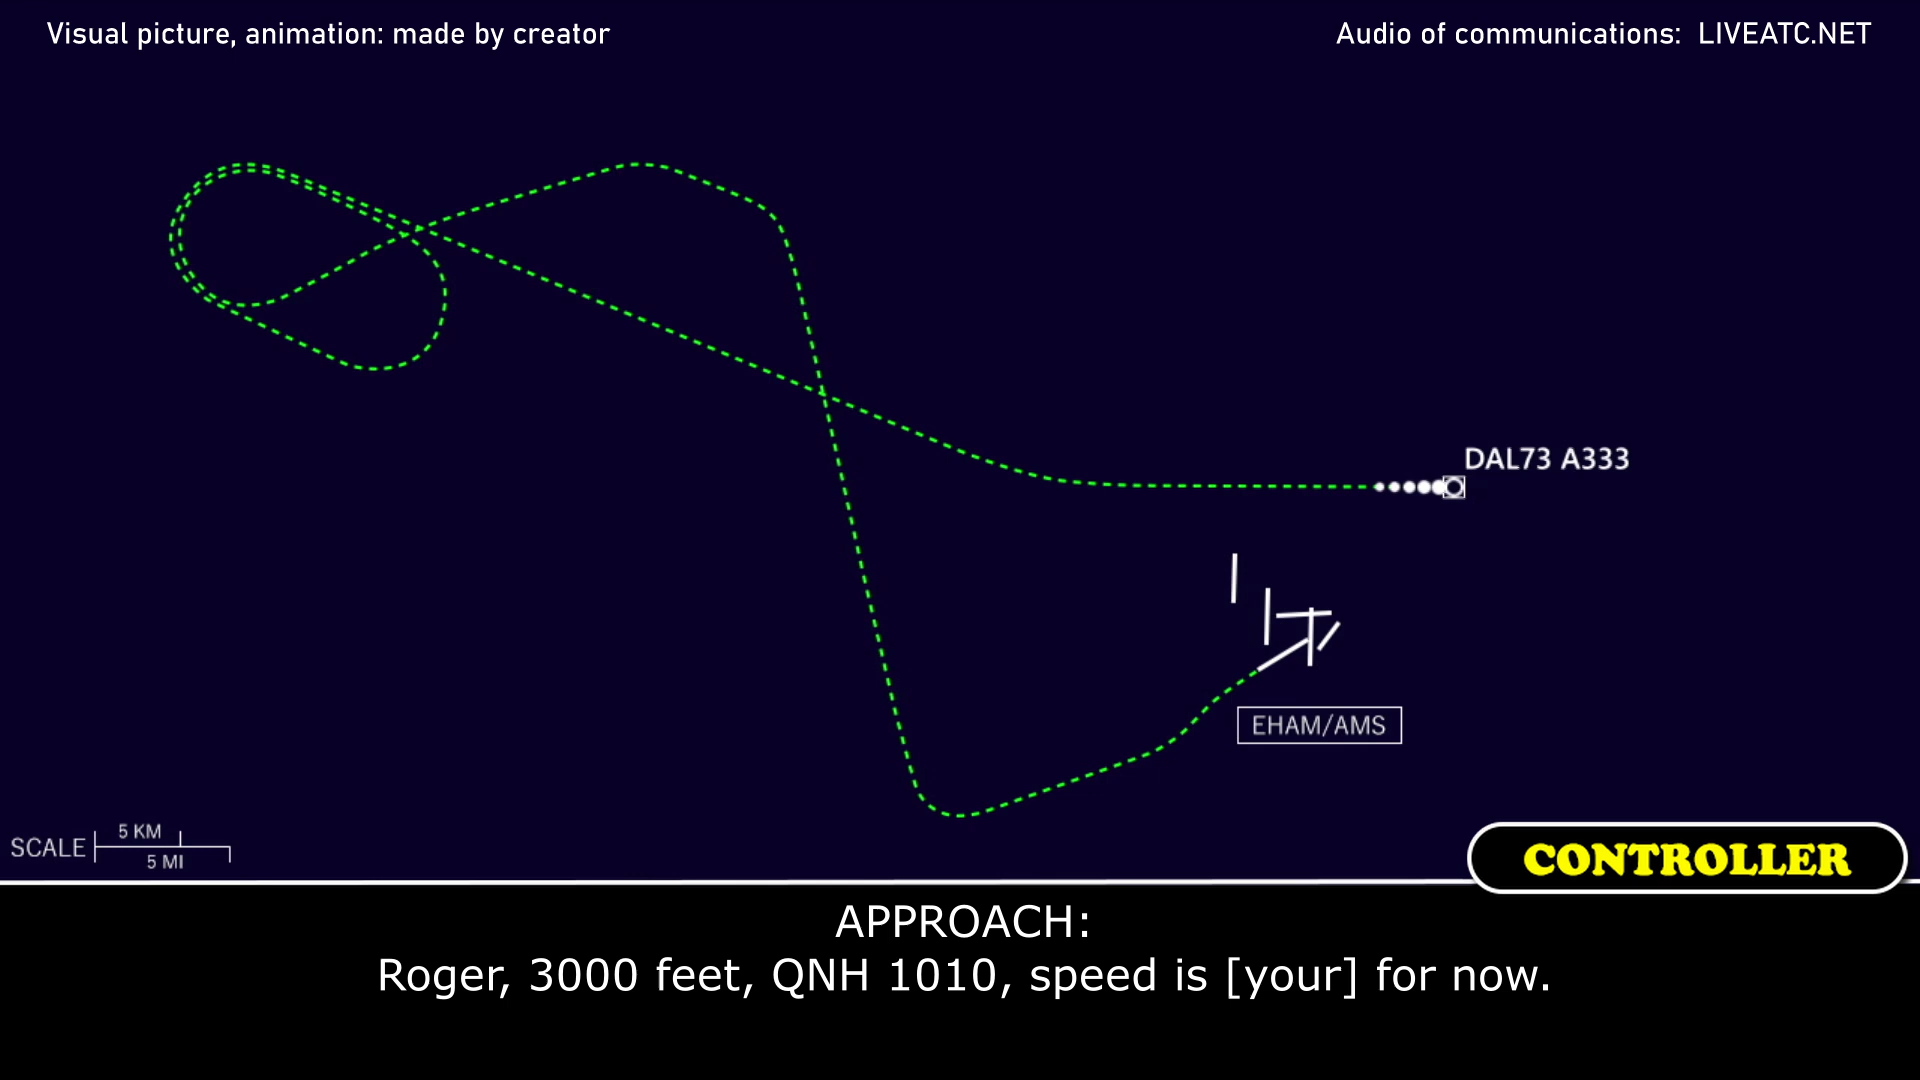 Visual picture, animation: made by creator
Audio of communications: LIVEATC.NET
DAL73 A333
EHAM/AMS
SCALE
5 KM
5 MI
CONTROLLER
APPROACH:
Roger, 3000 feet, QNH 1010, speed is [your] for now.